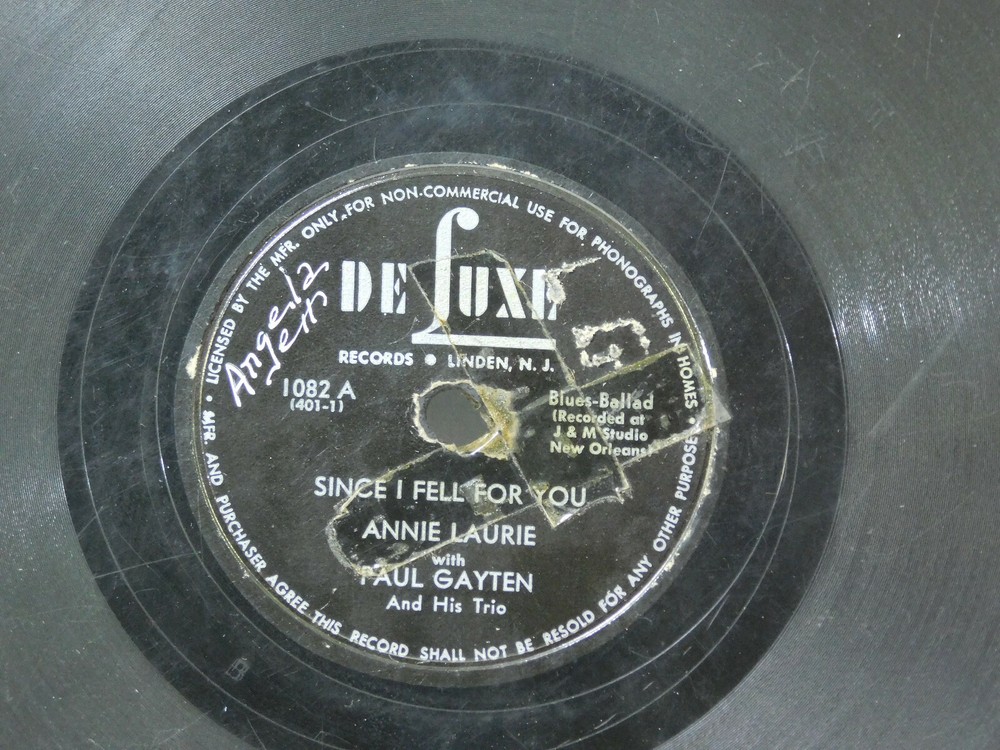 LICENSED BY THE MFR. ONLY FOR NON-COMMERCIAL USE FOR PHONOGRAPHS IN HOMES •
MFR. AND PURCHASER AGREE THIS RECORD SHALL NOT BE RESOLD FOR ANY OTHER PURPOSE •
DE LUXE
RECORDS • LINDEN, N. J.
Angela
1082 A
(401-1)
Blues-Ballad
(Recorded at
J & M Studio
New Orleans)
SINCE I FELL FOR YOU
ANNIE LAURIE
with
PAUL GAYTEN
And His Trio